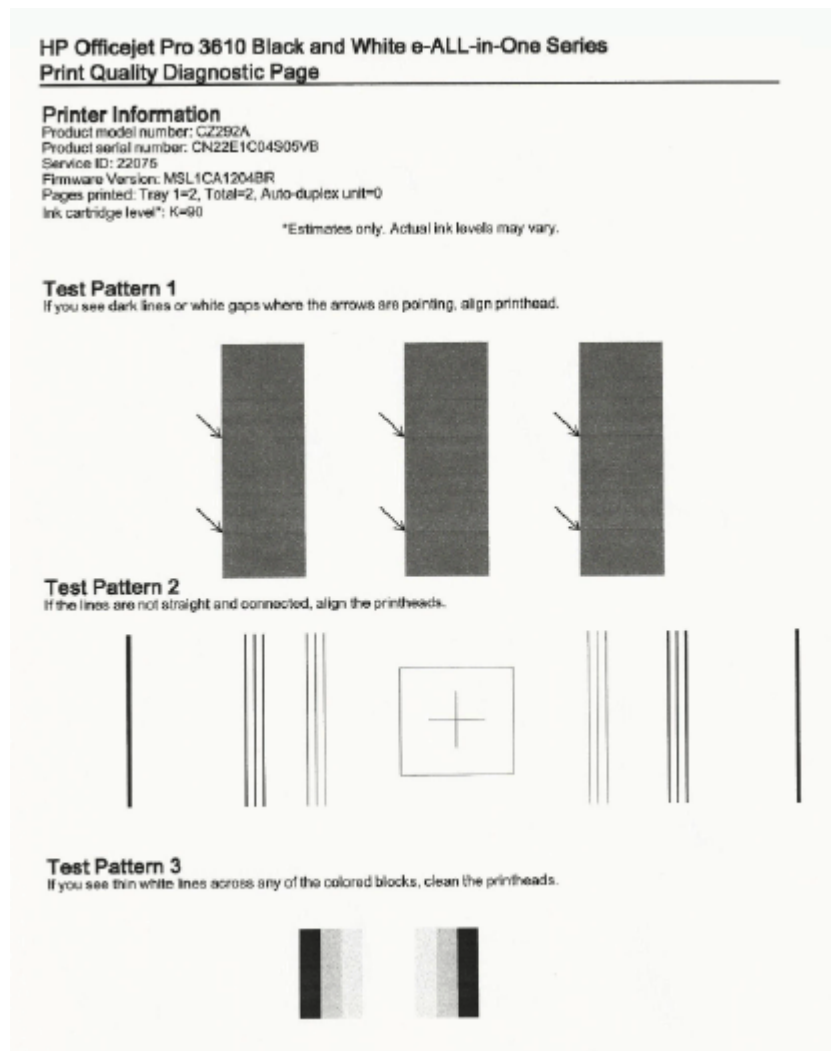 HP Officejet Pro 3610 Black and White e-ALL-in-One Series
Print Quality Diagnostic Page
Printer Information
Product model number: CZ292A
Product serial number: CN22E1C04S05VB
Service ID: 22075
Firmware Version: MSL1CA1204BR
Pages printed: Tray 1=2, Total=2, Auto-duplex unit=0
Ink cartridge level*: K=90
*Estimates only. Actual ink levels may vary.
Test Pattern 1
If you see dark lines or white gaps where the arrows are pointing, align printhead.
Test Pattern 2
If the lines are not straight and connected, align the printheads.
Test Pattern 3
If you see thin white lines across any of the colored blocks, clean the printheads.